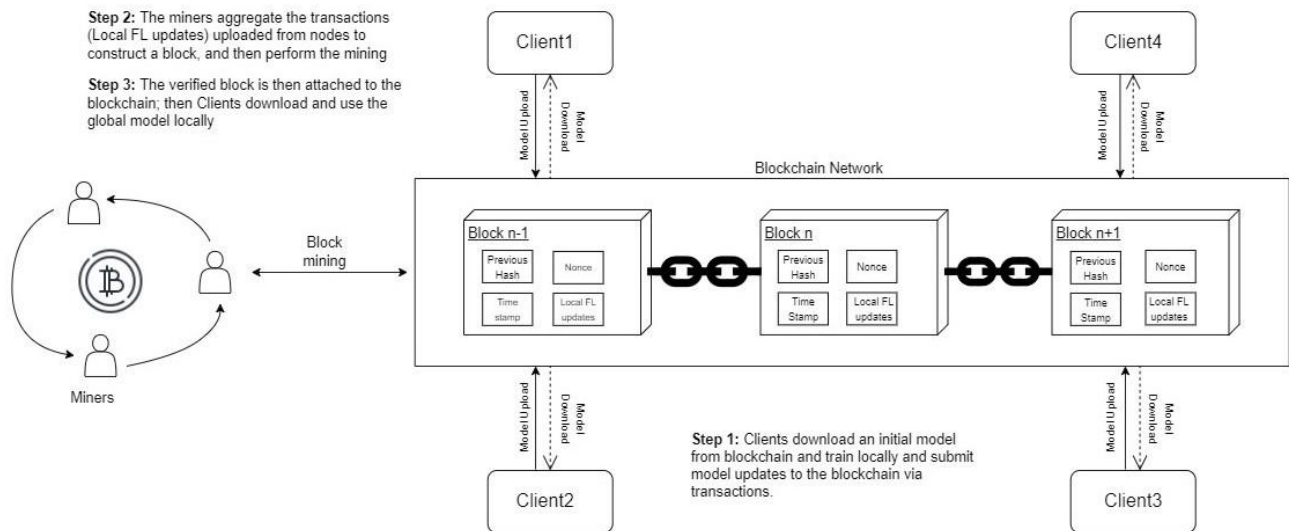 Step 2: The miners aggregate the transactions
(Local FL updates) uploaded from nodes to
construct a block, and then perform the mining
Step 3: The verified block is then attached to the
blockchain; then Clients download and use the
global model locally
Client1
Client4
Model Upload
Model
Download
Model Upload
Model
Download
Blockchain Network
Block
mining
Miners
Block n-1
Previous
Hash
Nonce
Time
stamp
Local FL
updates
Block n
Previous
Hash
Nonce
Time
Stamp
Local FL
updates
Block n+1
Previous
Hash
Nonce
Time
Stamp
Local FL
updates
Model Upload
Model
Download
Model Upload
Model
Download
Step 1: Clients download an initial model
from blockchain and train locally and submit
model updates to the blockchain via
transactions.
Client2
Client3